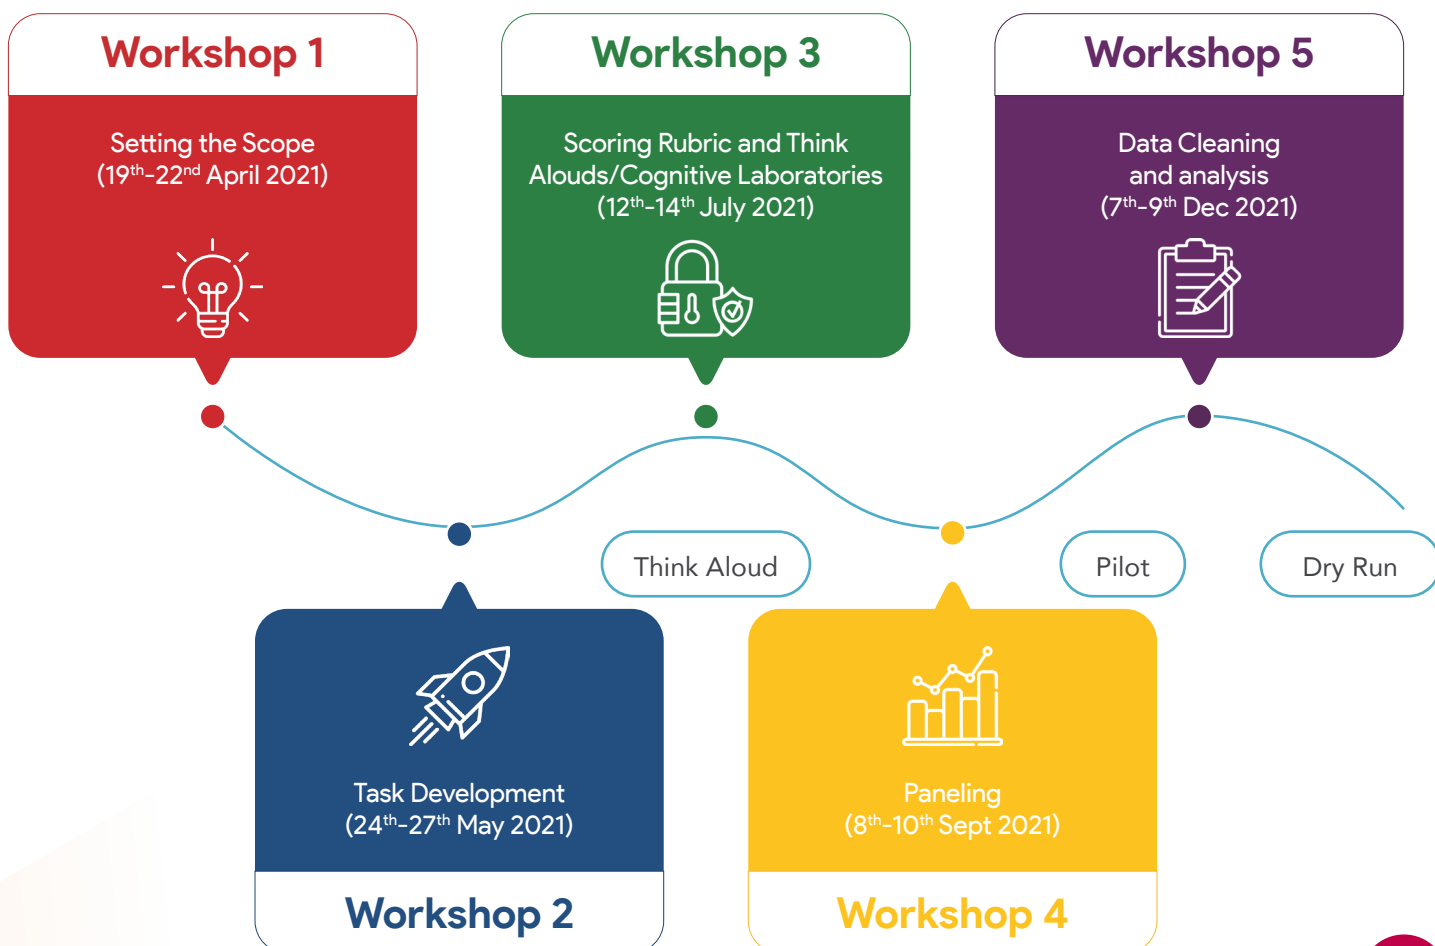 Workshop 1
Setting the Scope
(19th-22nd April 2021)
Workshop 3
Scoring Rubric and Think
Alouds/Cognitive Laboratories
(12th-14th July 2021)
Workshop 5
Data Cleaning
and analysis
(7th-9th Dec 2021)
Think Aloud
Pilot
Dry Run
Task Development
(24th-27th May 2021)
Workshop 2
Paneling
(8th-10th Sept 2021)
Workshop 4